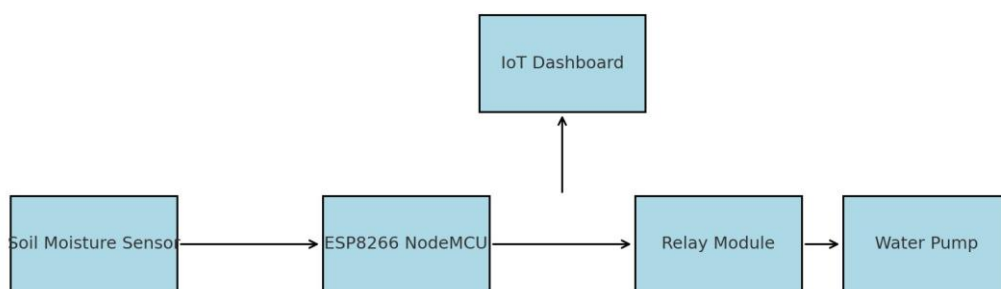 IoT Dashboard
Soil Moisture Sensor
ESP8266 NodeMCU
Relay Module
Water Pump